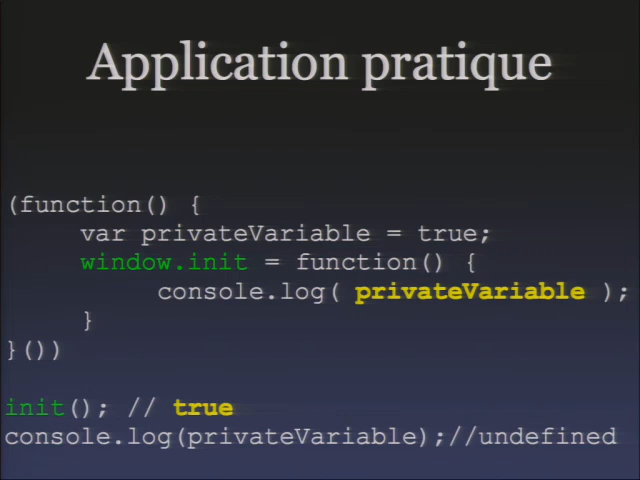 Application pratique
(function() {
var privateVariable = true;
window.init = function() {
console.log( privateVariable );
}
}())
init(); // true
console.log(privateVariable);//undefined